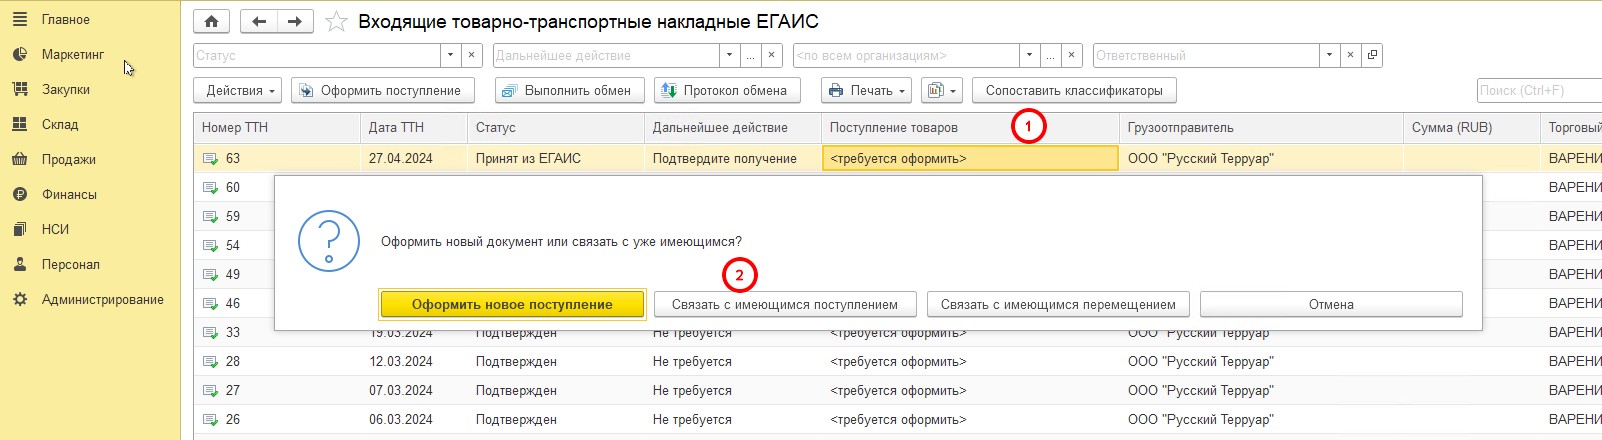 Главное
Маркетинг
Закупки
Склад
Продажи
Финансы
НСИ
Персонал
Администрирование
Входящие товарно-транспортные накладные ЕГАИС
Статус Дальнейшее действие <по всем организациям> Ответственный
Действия Оформить поступление Выполнить обмен Протокол обмена Печать Сопоставить классификаторы Поиск (Ctrl+F)
Номер ТТН Дата ТТН Статус Дальнейшее действие Поступление товаров 1 Грузоотправитель Сумма (RUB) Торговый
63 27.04.2024 Принят из ЕГАИС Подтвердите получение <требуется оформить> ООО "Русский Терруар" ВАРЕНИ
60 ВАРЕНИ
59 ВАРЕНИ
Оформить новый документ или связать с уже имеющимся?
54 ВАРЕНИ
49 2 ВАРЕНИ
46 Оформить новое поступление Связать с имеющимся поступлением Связать с имеющимся перемещением Отмена ВАРЕНИ
33 19.03.2024 Подтвержден Не требуется <требуется оформить> ООО "Русский Терруар" ВАРЕНИ
28 12.03.2024 Подтвержден Не требуется <требуется оформить> ООО "Русский Терруар" ВАРЕНИ
27 07.03.2024 Подтвержден Не требуется <требуется оформить> ООО "Русский Терруар" ВАРЕНИ
26 06.03.2024 Подтвержден Не требуется <требуется оформить> ООО "Русский Терруар" ВАРЕНИ